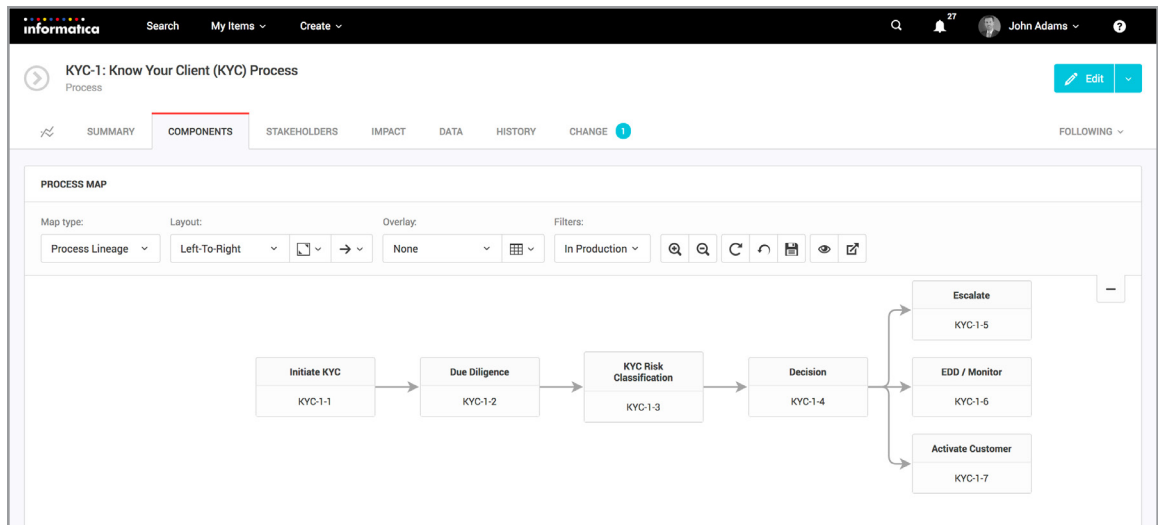 informatica Search My Items Create 27 John Adams ?
KYC-1: Know Your Client (KYC) Process
Process
Edit
SUMMARY COMPONENTS STAKEHOLDERS IMPACT DATA HISTORY CHANGE 1 FOLLOWING
PROCESS MAP
Map type: Layout: Overlay: Filters:
Process Lineage Left-To-Right None In Production
Escalate
KYC-1-5
Initiate KYC
KYC-1-1
Due Diligence
KYC-1-2
KYC Risk
Classification
KYC-1-3
Decision
KYC-1-4
EDD / Monitor
KYC-1-6
Activate Customer
KYC-1-7